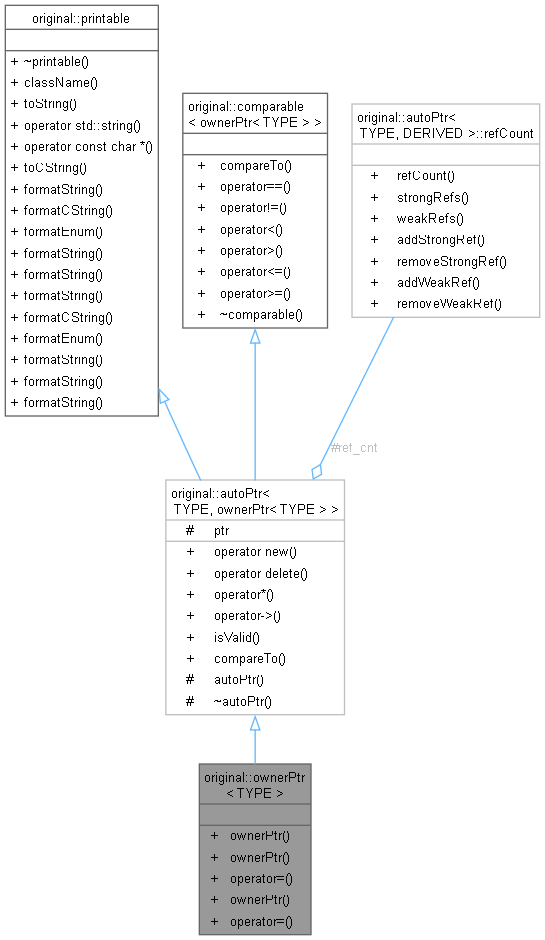 original::printable
+ ~printable()
+ className()
+ toString()
+ operator std::string()
+ operator const char *()
+ toCString()
+ formatString()
+ formatCString()
+ formatEnum()
+ formatString()
+ formatString()
+ formatString()
+ formatCString()
+ formatEnum()
+ formatString()
+ formatString()
+ formatString()
original::comparable
< ownerPtr< TYPE > >
+ compareTo()
+ operator==()
+ operator!=()
+ operator<()
+ operator>()
+ operator<=()
+ operator>=()
+ ~comparable()
original::autoPtr<
TYPE, DERIVED >::refCount
+ refCount()
+ strongRefs()
+ weakRefs()
+ addStrongRef()
+ removeStrongRef()
+ addWeakRef()
+ removeWeakRef()
#ref_cnt
original::autoPtr<
TYPE, ownerPtr< TYPE > >
# ptr
+ operator new()
+ operator delete()
+ operator*()
+ operator->()
+ isValid()
+ compareTo()
# autoPtr()
# ~autoPtr()
original::ownerPtr
< TYPE >
+ ownerPtr()
+ ownerPtr()
+ operator=()
+ ownerPtr()
+ operator=()